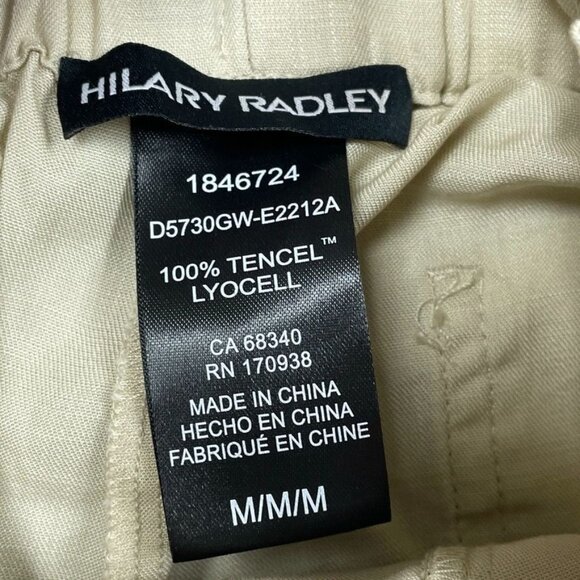 HILARY RADLEY
1846724
D5730GW-E2212A
100% TENCEL™
LYOCELL
CA 68340
RN 170938
MADE IN CHINA
HECHO EN CHINA
FABRIQUÉ EN CHINE
M/M/M